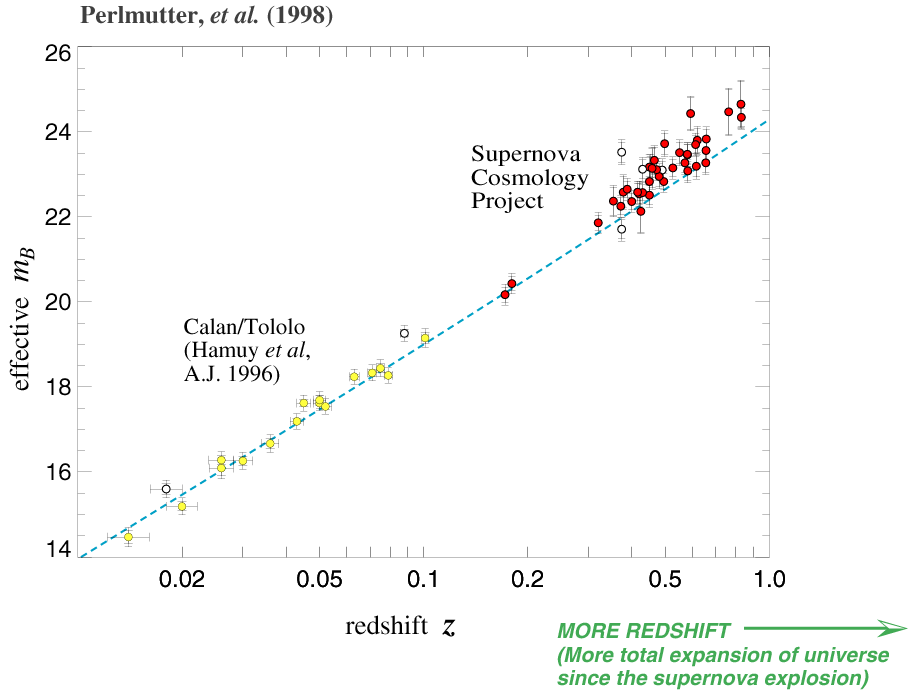 Perlmutter, et al. (1998)
26
24
22
20
18
16
14
effective mB
Supernova
Cosmology
Project
Calan/Tololo
(Hamuy et al,
A.J. 1996)
0.02 0.05 0.1 0.2 0.5 1.0
redshift z
MORE REDSHIFT
(More total expansion of universe
since the supernova explosion)